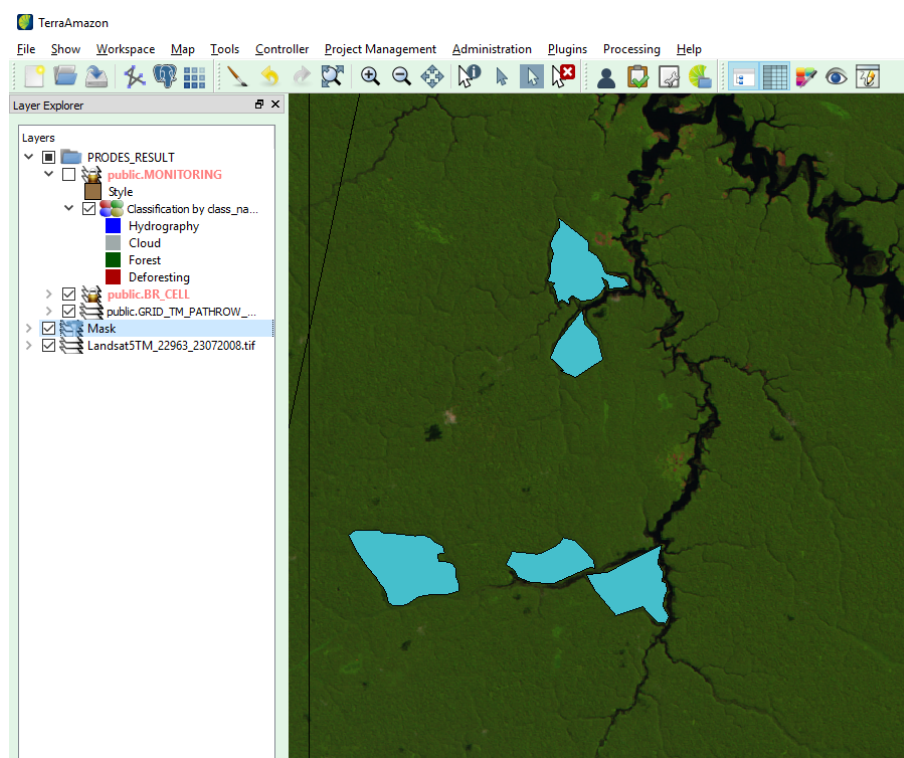 TerraAmazon
File Show Workspace Map Tools Controller Project Management Administration Plugins Processing Help
Layer Explorer
Layers
PRODES_RESULT
public.MONITORING
Style
Classification by class_na...
Hydrography
Cloud
Forest
Deforesting
public.BR_CELL
public.GRID_TM_PATHROW_...
Mask
Landsat5TM_22963_23072008.tif